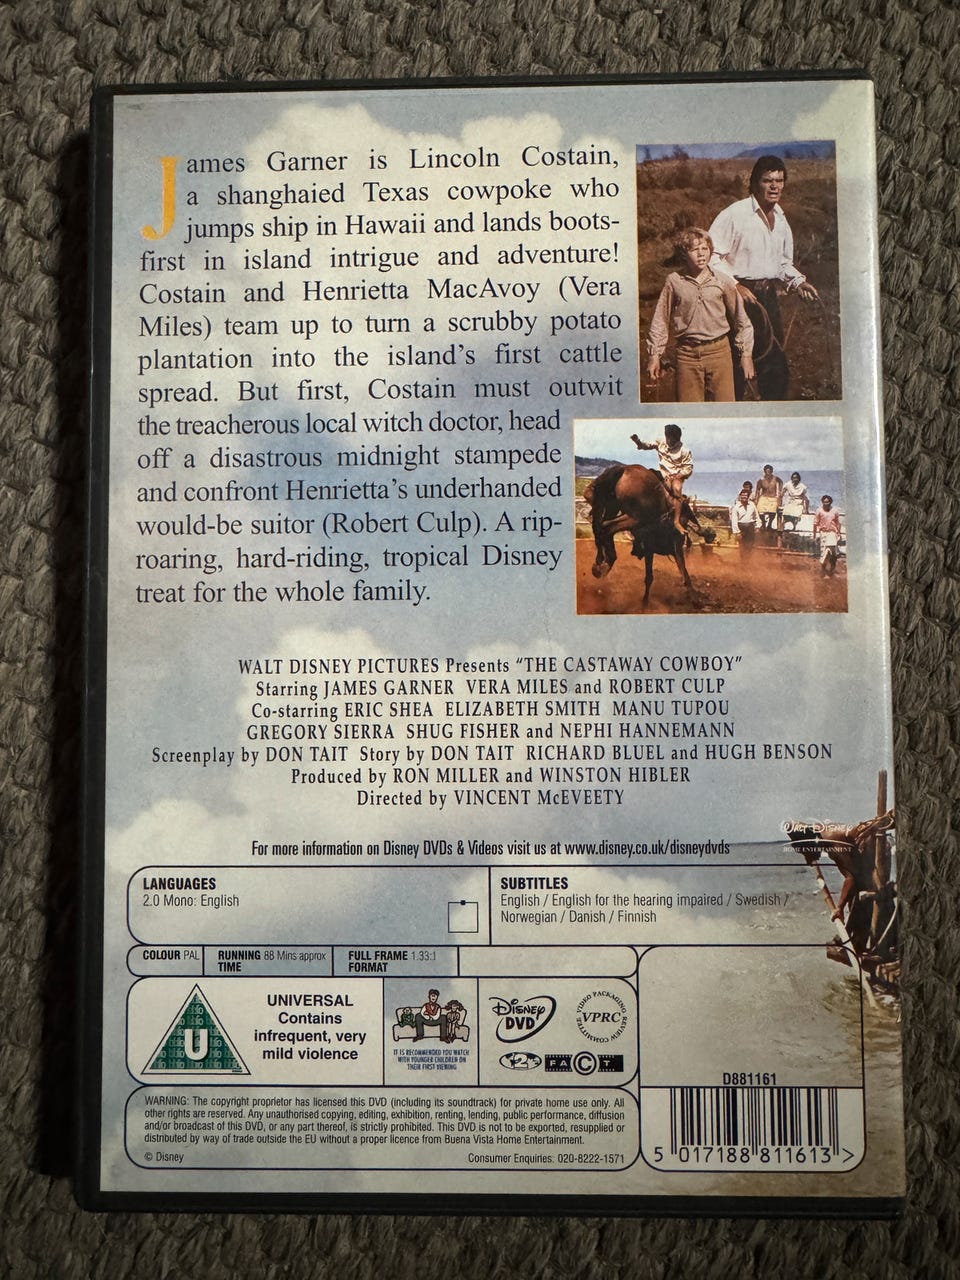 James Garner is Lincoln Costain,
a shanghaied Texas cowpoke who
jumps ship in Hawaii and lands boots-
first in island intrigue and adventure!
Costain and Henrietta MacAvoy (Vera
Miles) team up to turn a scrubby potato
plantation into the island's first cattle
spread. But first, Costain must outwit
the treacherous local witch doctor, head
off a disastrous midnight stampede
and confront Henrietta's underhanded
would-be suitor (Robert Culp). A rip-
roaring, hard-riding, tropical Disney
treat for the whole family.
WALT DISNEY PICTURES Presents "THE CASTAWAY COWBOY"
Starring JAMES GARNER VERA MILES and ROBERT CULP
Co-starring ERIC SHEA ELIZABETH SMITH MANU TUPOU
GREGORY SIERRA SHUG FISHER and NEPHI HANNEMANN
Screenplay by DON TAIT Story by DON TAIT RICHARD BLUEL and HUGH BENSON
Produced by RON MILLER and WINSTON HIBLER
Directed by VINCENT McEVEETY
WALT DISNEY
HOME ENTERTAINMENT
For more information on Disney DVDs & Videos visit us at www.disney.co.uk/disneydvds
LANGUAGES
2.0 Mono: English
SUBTITLES
English / English for the hearing impaired / Swedish /
Norwegian / Danish / Finnish
COLOUR PAL
RUNNING 88 Mins approx
TIME
FULL FRAME 1.33:1
FORMAT
U
UNIVERSAL
Contains
infrequent, very
mild violence
IT IS RECOMMENDED YOU WATCH
WITH YOUNGER CHILDREN ON
THEIR FIRST VIEWING
DISNEY
DVD
VIDEO PACKAGING REVIEW COMMITTEE
VPRC
2
FACT
D881161
5 017188 811613 >
WARNING: The copyright proprietor has licensed this DVD (including its soundtrack) for private home use only. All
other rights are reserved. Any unauthorised copying, editing, exhibition, renting, lending, public performance, diffusion
and/or broadcast of this DVD, or any part thereof, is strictly prohibited. This DVD is not to be exported, resupplied or
distributed by way of trade outside the EU without a proper licence from Buena Vista Home Entertainment.
© Disney
Consumer Enquiries: 020-8222-1571